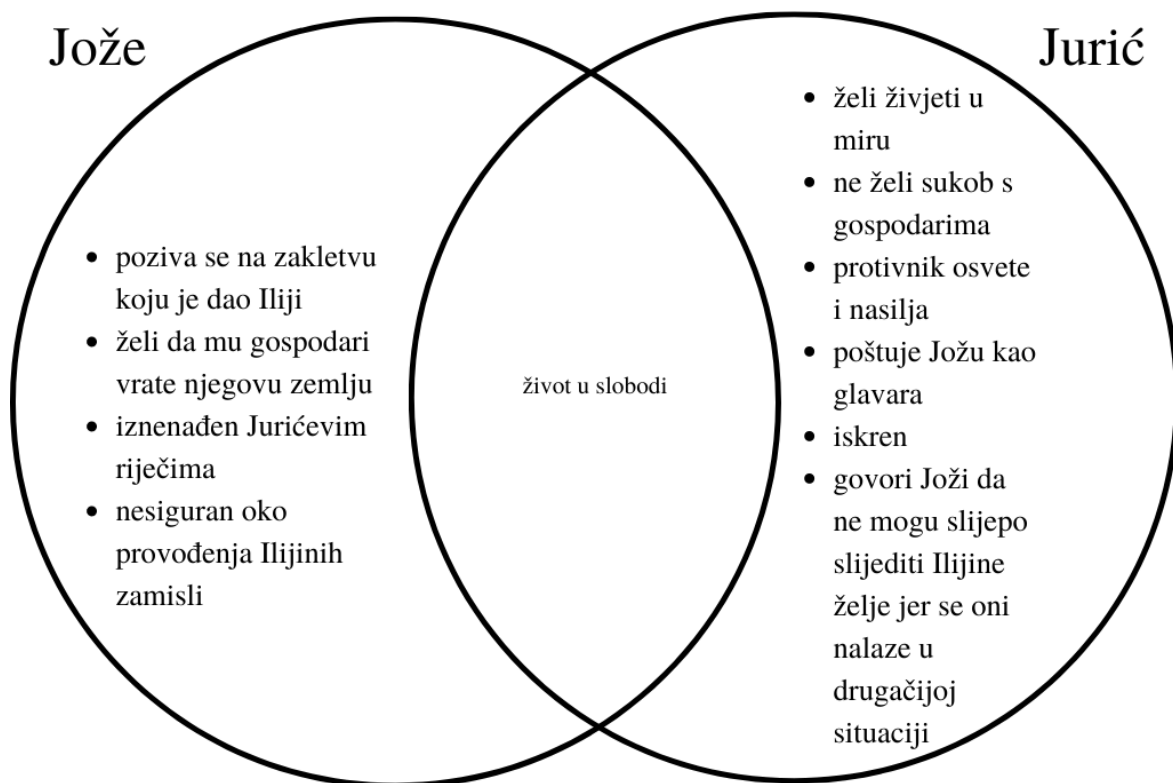 Jože
• poziva se na zakletvu
koju je dao Iliji
• želi da mu gospodari
vrate njegovu zemlju
• iznenađen Jurićevim
riječima
• nesiguran oko
provođenja Ilijinih
zamisli
život u slobodi
Jurić
• želi živjeti u
miru
• ne želi sukob s
gospodarima
• protivnik osvete
i nasilja
• poštuje Jožu kao
glavara
• iskren
• govori Joži da
ne mogu slijepo
slijediti Ilijine
želje jer se oni
nalaze u
drugačijoj
situaciji